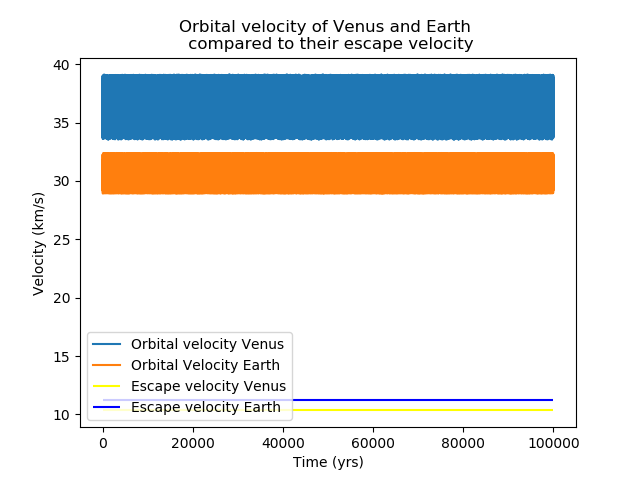 Orbital velocity of Venus and Earth
compared to their escape velocity
40
35
30
25
20
15
10
Velocity (km/s)
Orbital velocity Venus
Orbital Velocity Earth
Escape velocity Venus
Escape velocity Earth
0 20000 40000 60000 80000 100000
Time (yrs)